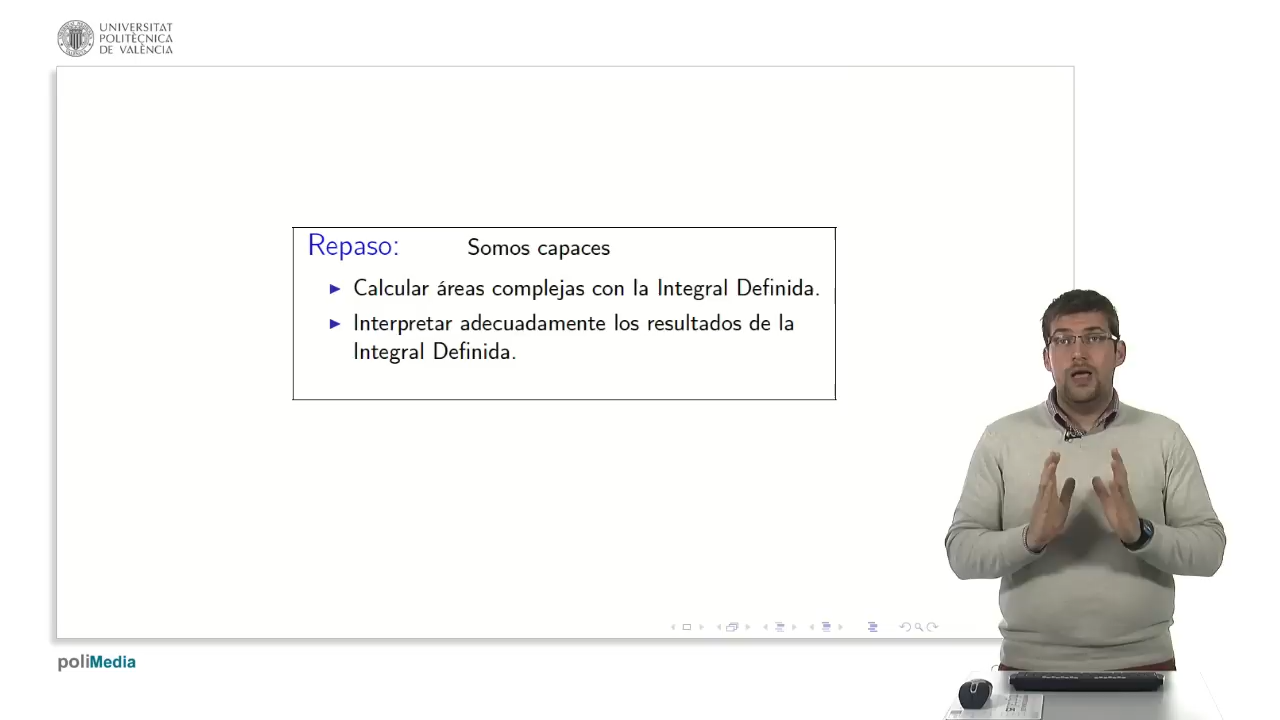 UNIVERSITAT
POLITÈCNICA
DE VALÈNCIA
Repaso: Somos capaces
Calcular áreas complejas con la Integral Definida.
Interpretar adecuadamente los resultados de la
Integral Definida.
poliMedia